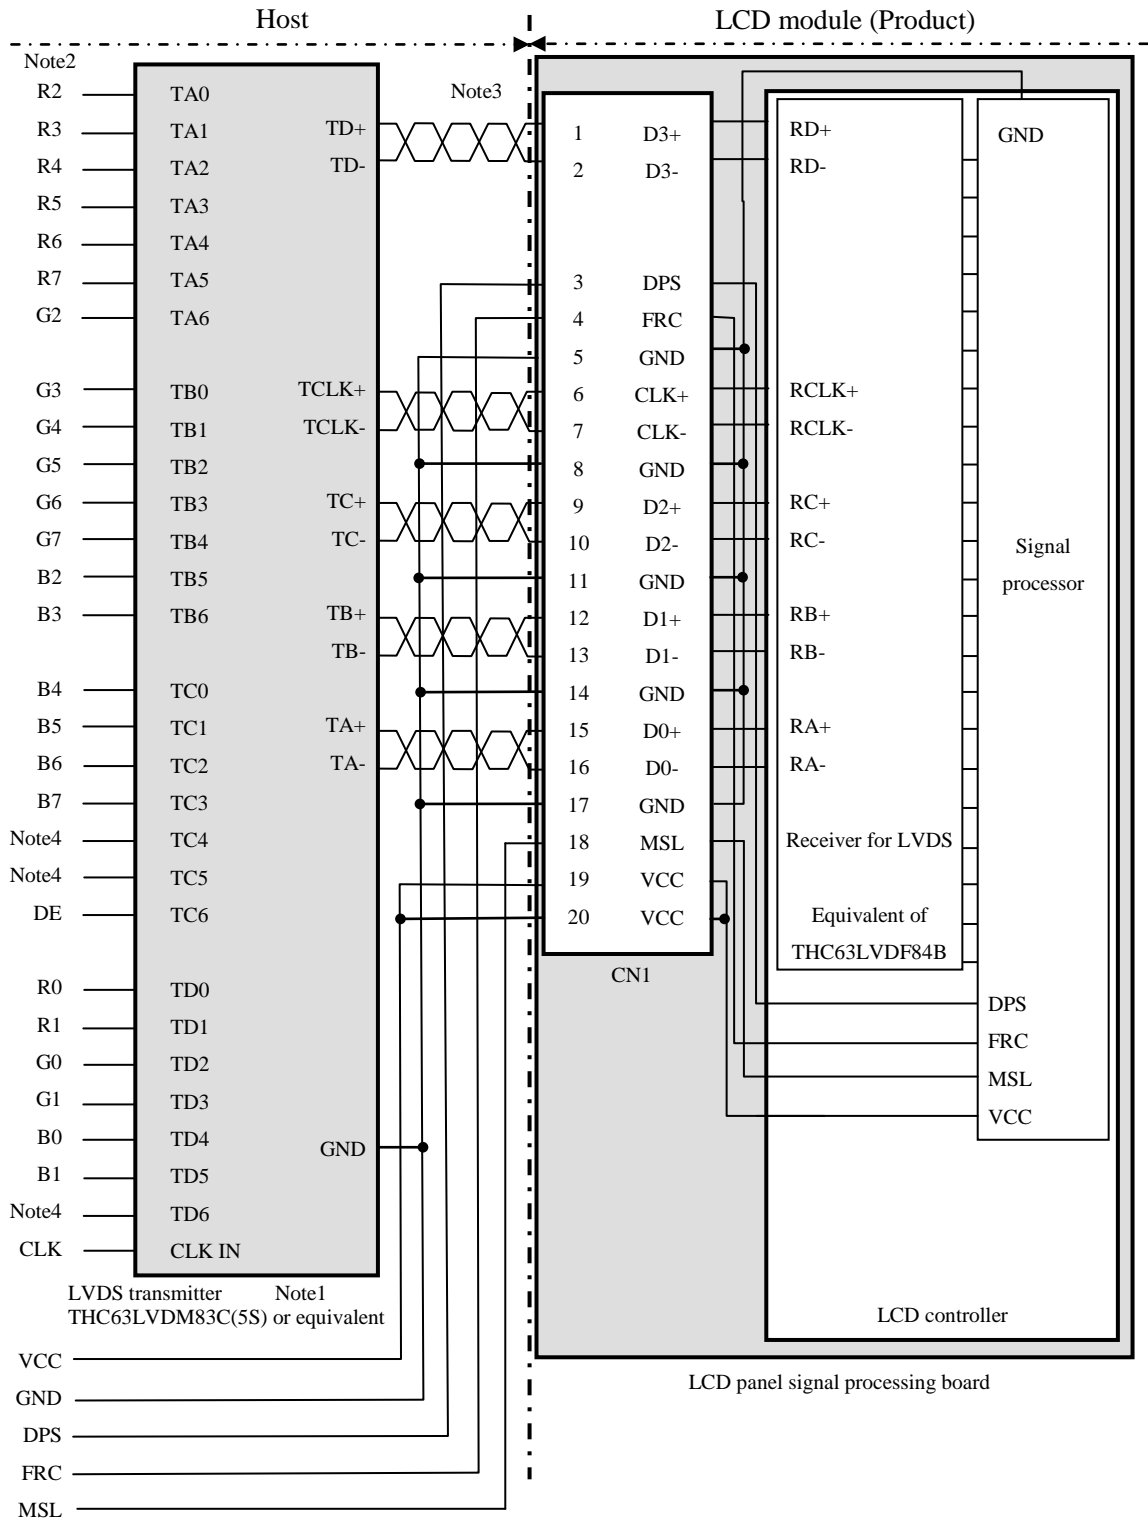 Host
LCD module (Product)
Note2
R2 TA0
R3 TA1
R4 TA2
R5 TA3
R6 TA4
R7 TA5
G2 TA6
G3 TB0
G4 TB1
G5 TB2
G6 TB3
G7 TB4
B2 TB5
B3 TB6
B4 TC0
B5 TC1
B6 TC2
B7 TC3
Note4 TC4
Note4 TC5
DE TC6
R0 TD0
R1 TD1
G0 TD2
G1 TD3
B0 TD4
B1 TD5
Note4 TD6
CLK CLK IN
TD+
TD-
TCLK+
TCLK-
TC+
TC-
TB+
TB-
TA+
TA-
GND
LVDS transmitter Note1
THC63LVDM83C(5S) or equivalent
VCC
GND
DPS
FRC
MSL
Note3
1 D3+
2 D3-
3 DPS
4 FRC
5 GND
6 CLK+
7 CLK-
8 GND
9 D2+
10 D2-
11 GND
12 D1+
13 D1-
14 GND
15 D0+
16 D0-
17 GND
18 MSL
19 VCC
20 VCC
CN1
RD+
RD-
RCLK+
RCLK-
RC+
RC-
RB+
RB-
RA+
RA-
Receiver for LVDS
Equivalent of
THC63LVDF84B
GND
Signal
processor
DPS
FRC
MSL
VCC
LCD controller
LCD panel signal processing board